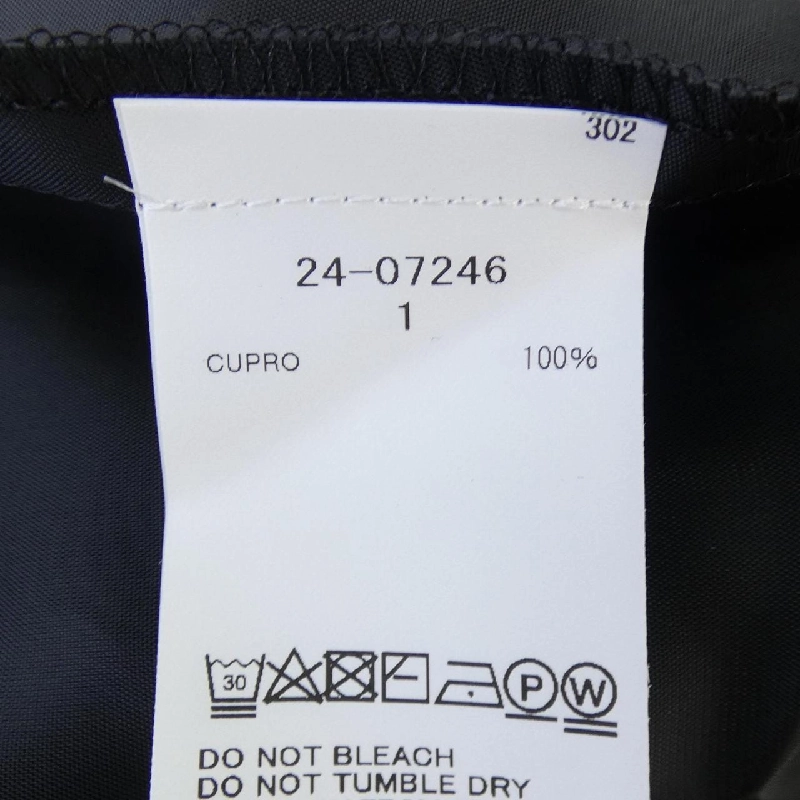 302
24-07246
1
CUPRO 100%
30 P W
DO NOT BLEACH
DO NOT TUMBLE DRY